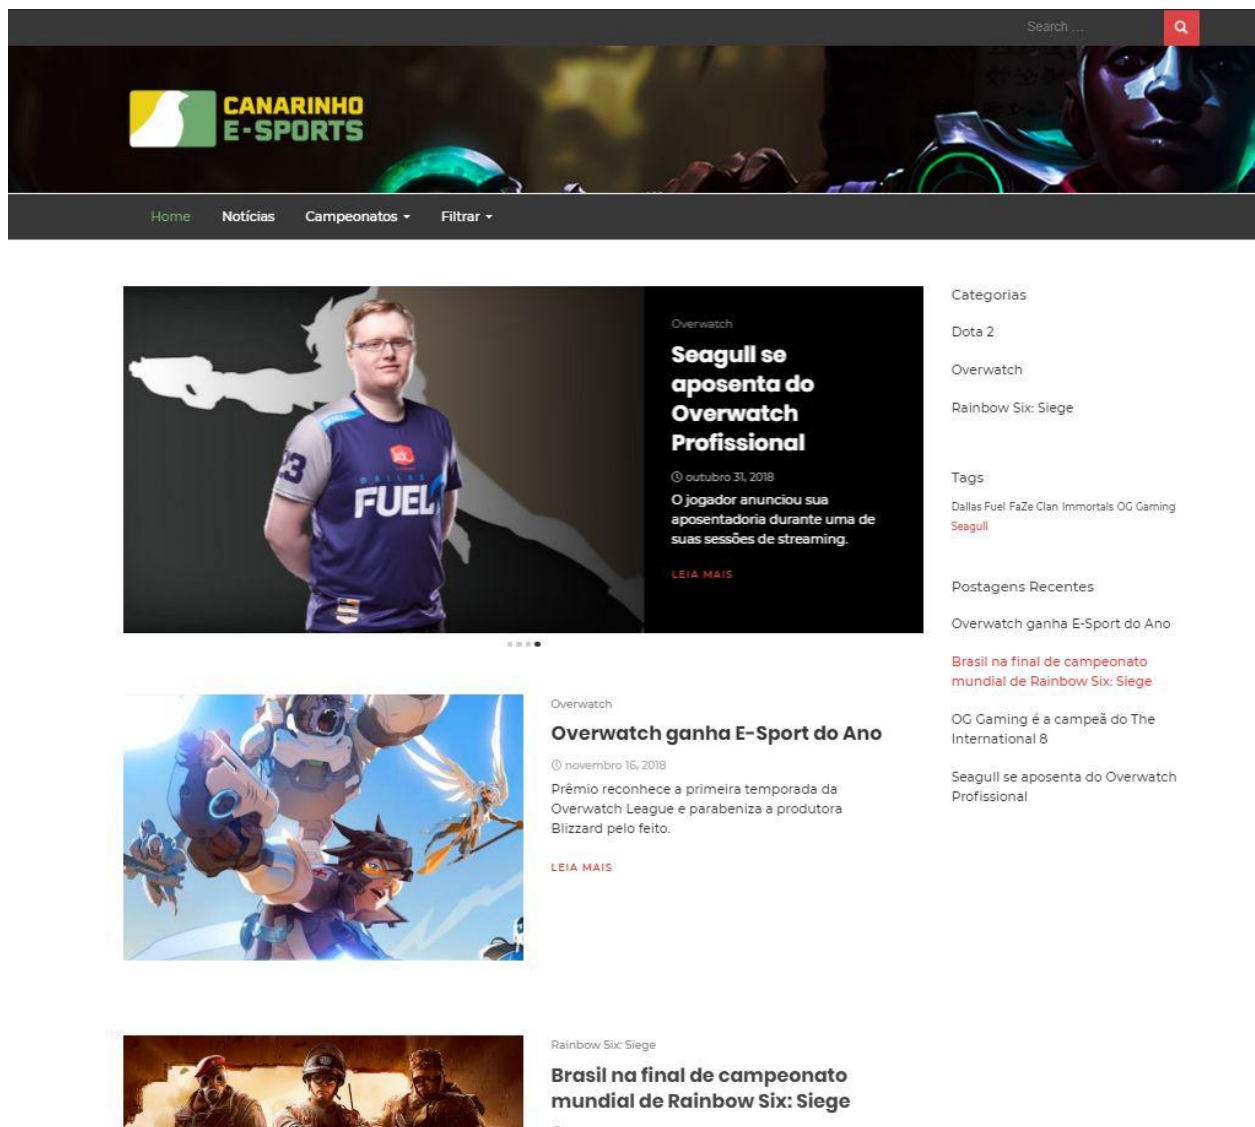 Search ...
CANARINHO
E-SPORTS
Home Notícias Campeonatos Filtrar
Overwatch
Seagull se
aposenta do
Overwatch
Profissional
outubro 31, 2018
O jogador anunciou sua
aposentadoria durante uma de
suas sessões de streaming.
LEIA MAIS
23
DALLAS
FUEL
Overwatch
Overwatch ganha E-Sport do Ano
novembro 16, 2018
Prêmio reconhece a primeira temporada da
Overwatch League e parabeniza a produtora
Blizzard pelo feito.
LEIA MAIS
Rainbow Six: Siege
Brasil na final de campeonato
mundial de Rainbow Six: Siege
Categorias
Dota 2
Overwatch
Rainbow Six: Siege
Tags
Dallas Fuel FaZe Clan Immortals OG Gaming
Seagull
Postagens Recentes
Overwatch ganha E-Sport do Ano
Brasil na final de campeonato
mundial de Rainbow Six: Siege
OG Gaming é a campeã do The
International 8
Seagull se aposenta do Overwatch
Profissional